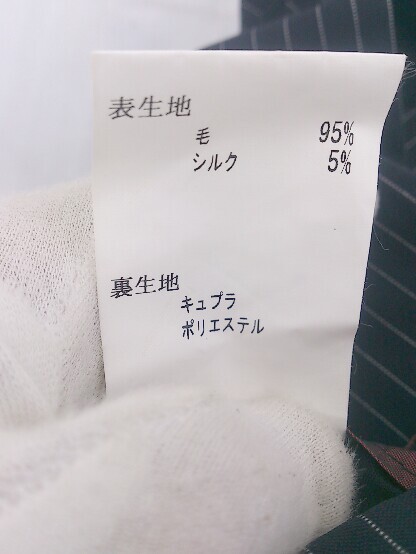 表生地
毛 95%
シルク 5%
裏生地
キュプラ
ポリエステル